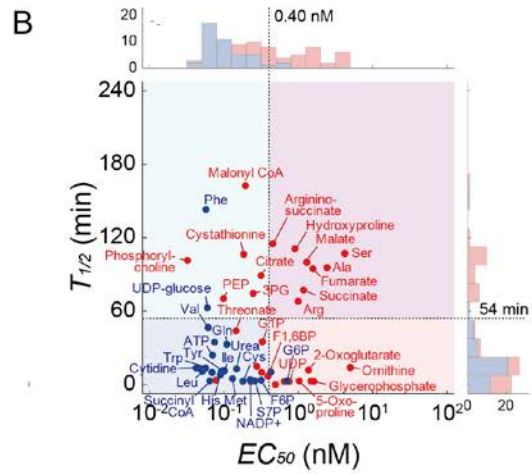 B
20
10
0
0.40 nM
240
180
120
60
0
T1/2 (min)
Malonyl CoA
Phe
Arginino-
succinate
Hydroxyproline
Cystathionine
Malate
Ser
Phosphoryl-
choline
Citrate
Ala
Fumarate
UDP-glucose
PEP
3PG
Succinate
Val
Threonate
Arg
54 min
Gln
GTP
F1,6BP
ATP
Urea
G6P
Tyr
UDP
2-Oxoglutarate
Trp
Ile
Cys
Cytidine
Ornithine
Leu
Glycerophosphate
Succinyl
CoA
His
Met
F6P
5-Oxo-
proline
S7P
NADP+
10-2
10-1
100
101
102
0
20
EC50 (nM)